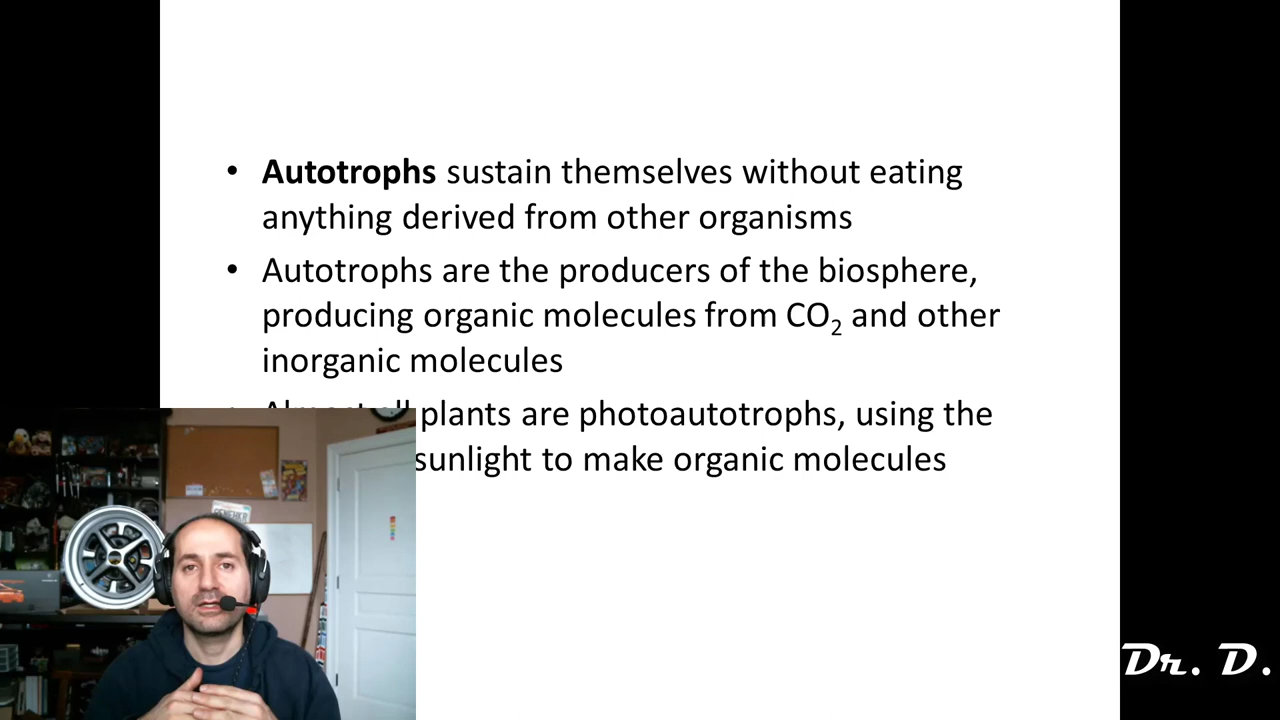 Autotrophs sustain themselves without eating
anything derived from other organisms
Autotrophs are the producers of the biosphere,
producing organic molecules from CO₂ and other
inorganic molecules
plants are photoautotrophs, using the
sunlight to make organic molecules
Dr. D.